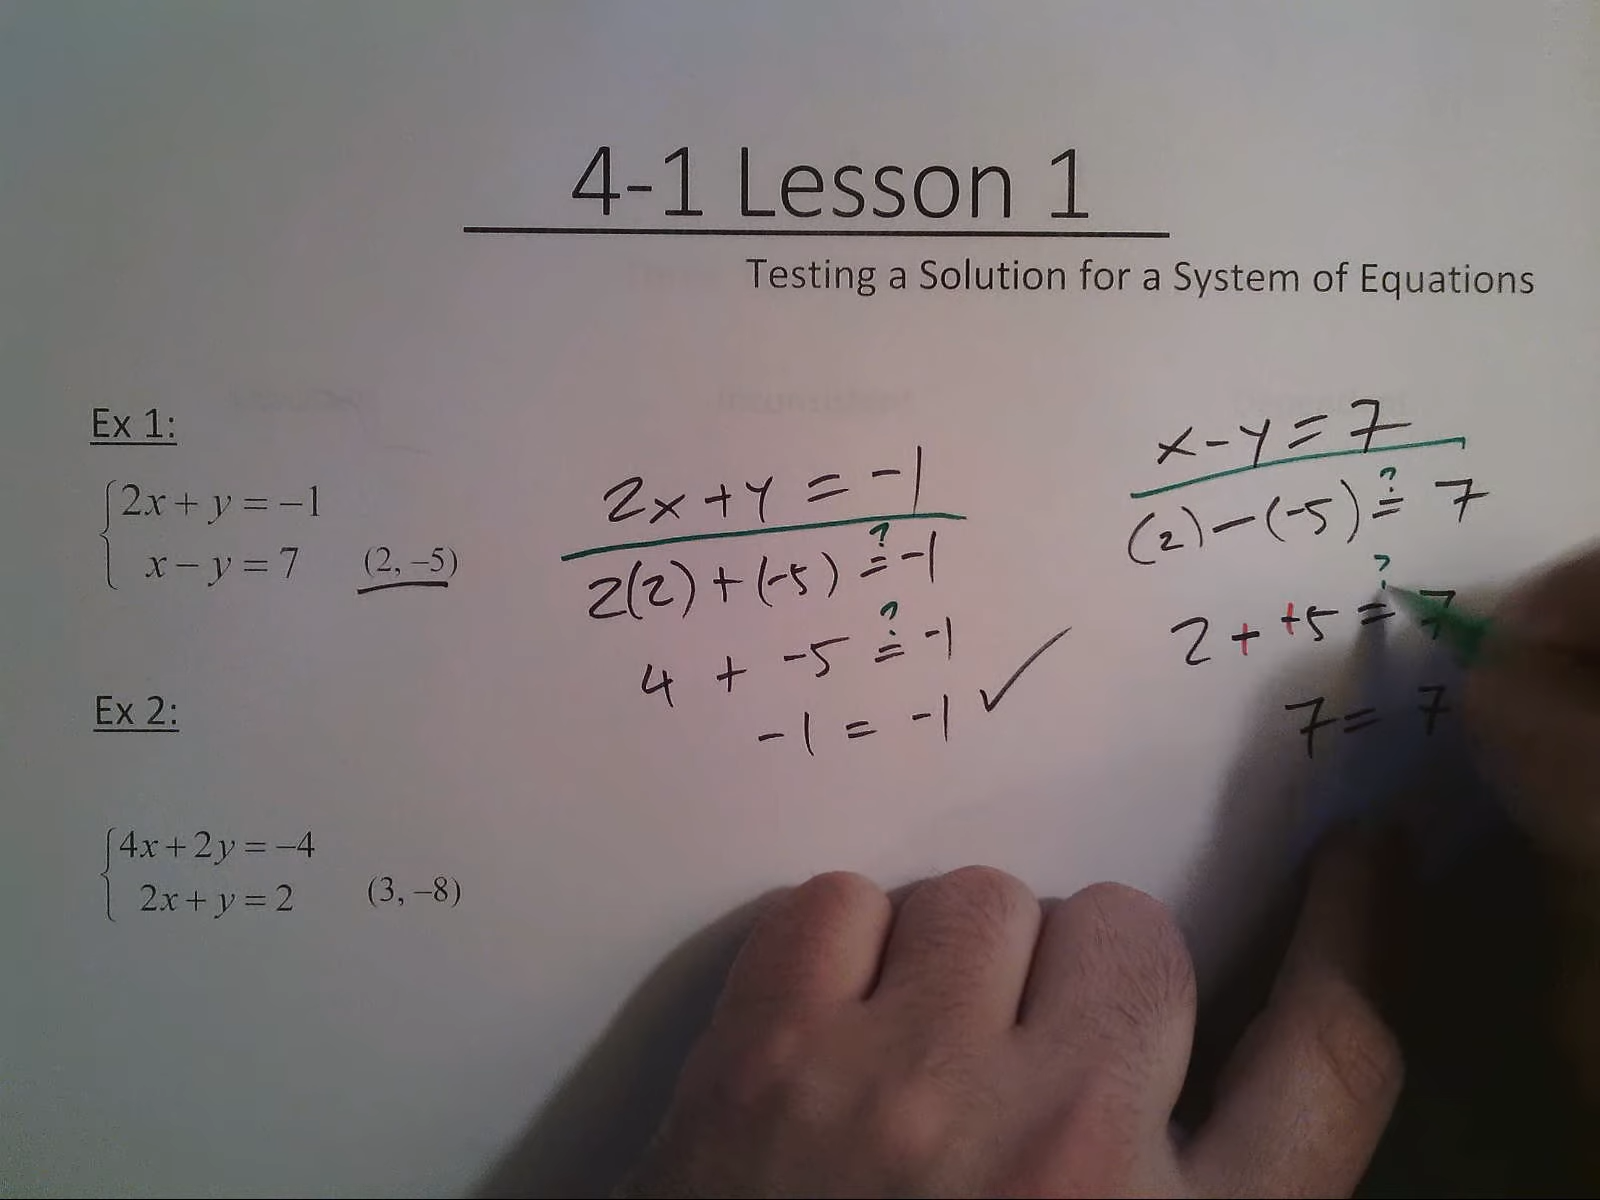 4-1 Lesson 1
Testing a Solution for a System of Equations
Ex 1:
2x + y = -1
x - y = 7 (2, -5)
2x + y = -1
2(2) + (-5) ≟ -1
4 + -5 ≟ -1
-1 = -1 ✓
x - y = 7
(2) - (-5) ≟ 7
2 + +5 ≟ 7
7 = 7
Ex 2:
4x + 2y = -4
2x + y = 2 (3, -8)